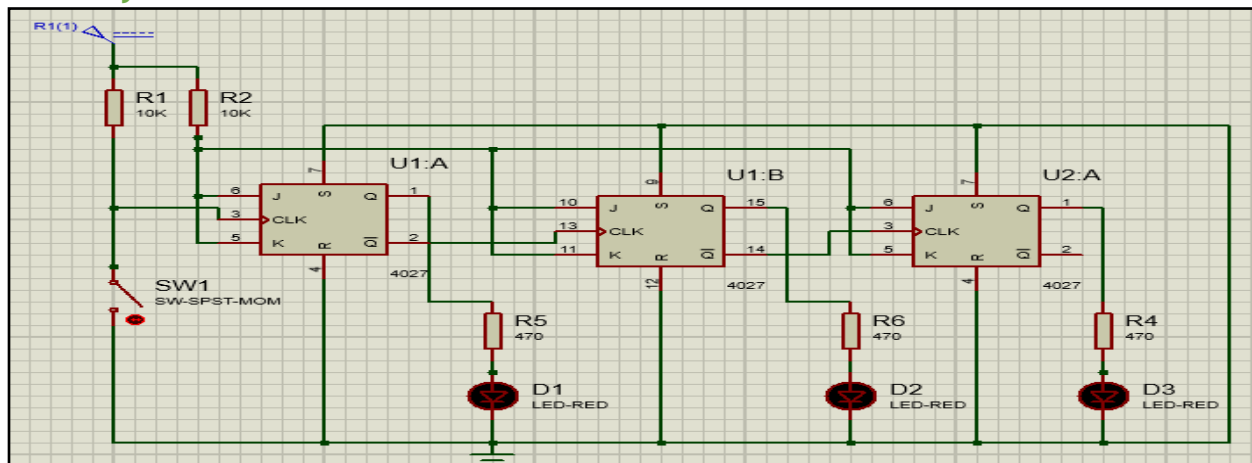 R1(1)
R1
10K
R2
10K
U1:A
U1:B
U2:A
7
9
7
6
J
S
Q
1
10
J
S
Q
15
6
J
S
Q
1
3
CLK
13
CLK
3
CLK
5
K
R
Q
2
11
K
R
Q
14
5
K
R
Q
2
4
4027
12
4027
4
4027
SW1
SW-SPST-MOM
R5
470
R6
470
R4
470
D1
LED-RED
D2
LED-RED
D3
LED-RED